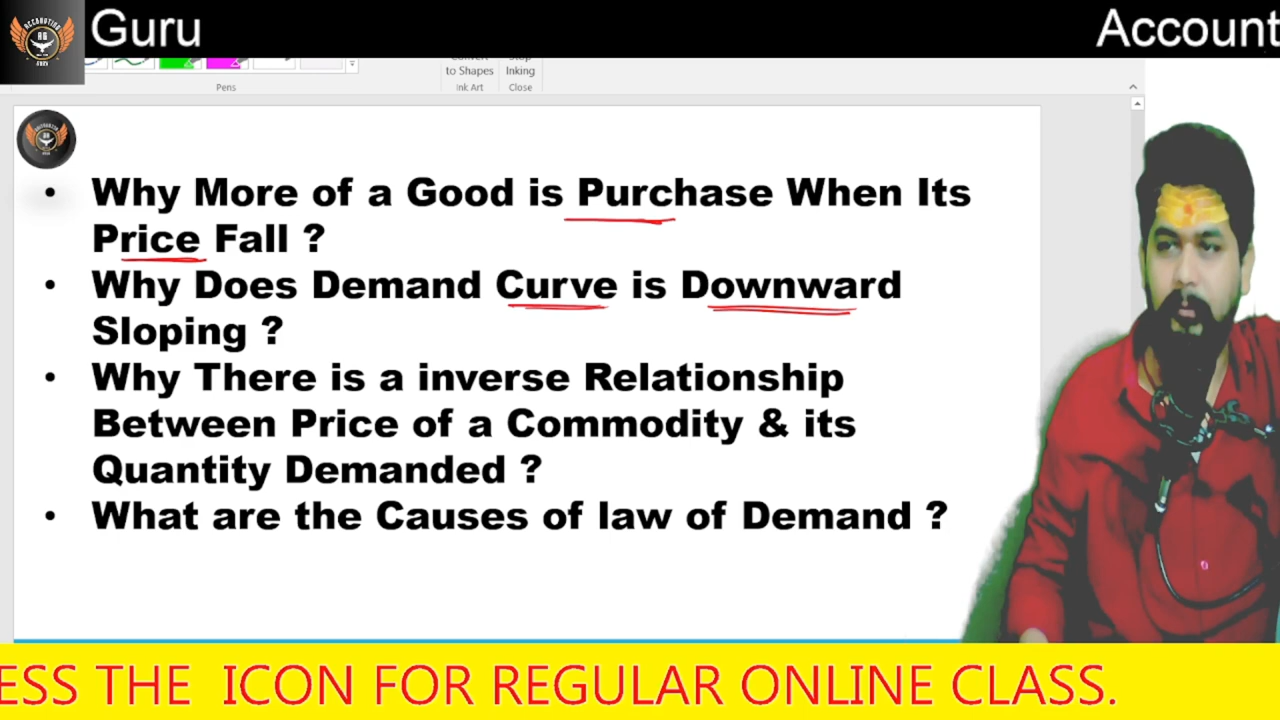 Guru
Account
to Shapes
Inking
Pens
Ink Art
Close
• Why More of a Good is Purchase When Its
Price Fall ?
• Why Does Demand Curve is Downward
Sloping ?
• Why There is a inverse Relationship
Between Price of a Commodity & its
Quantity Demanded ?
• What are the Causes of law of Demand ?
ESS THE ICON FOR REGULAR ONLINE CLASS.